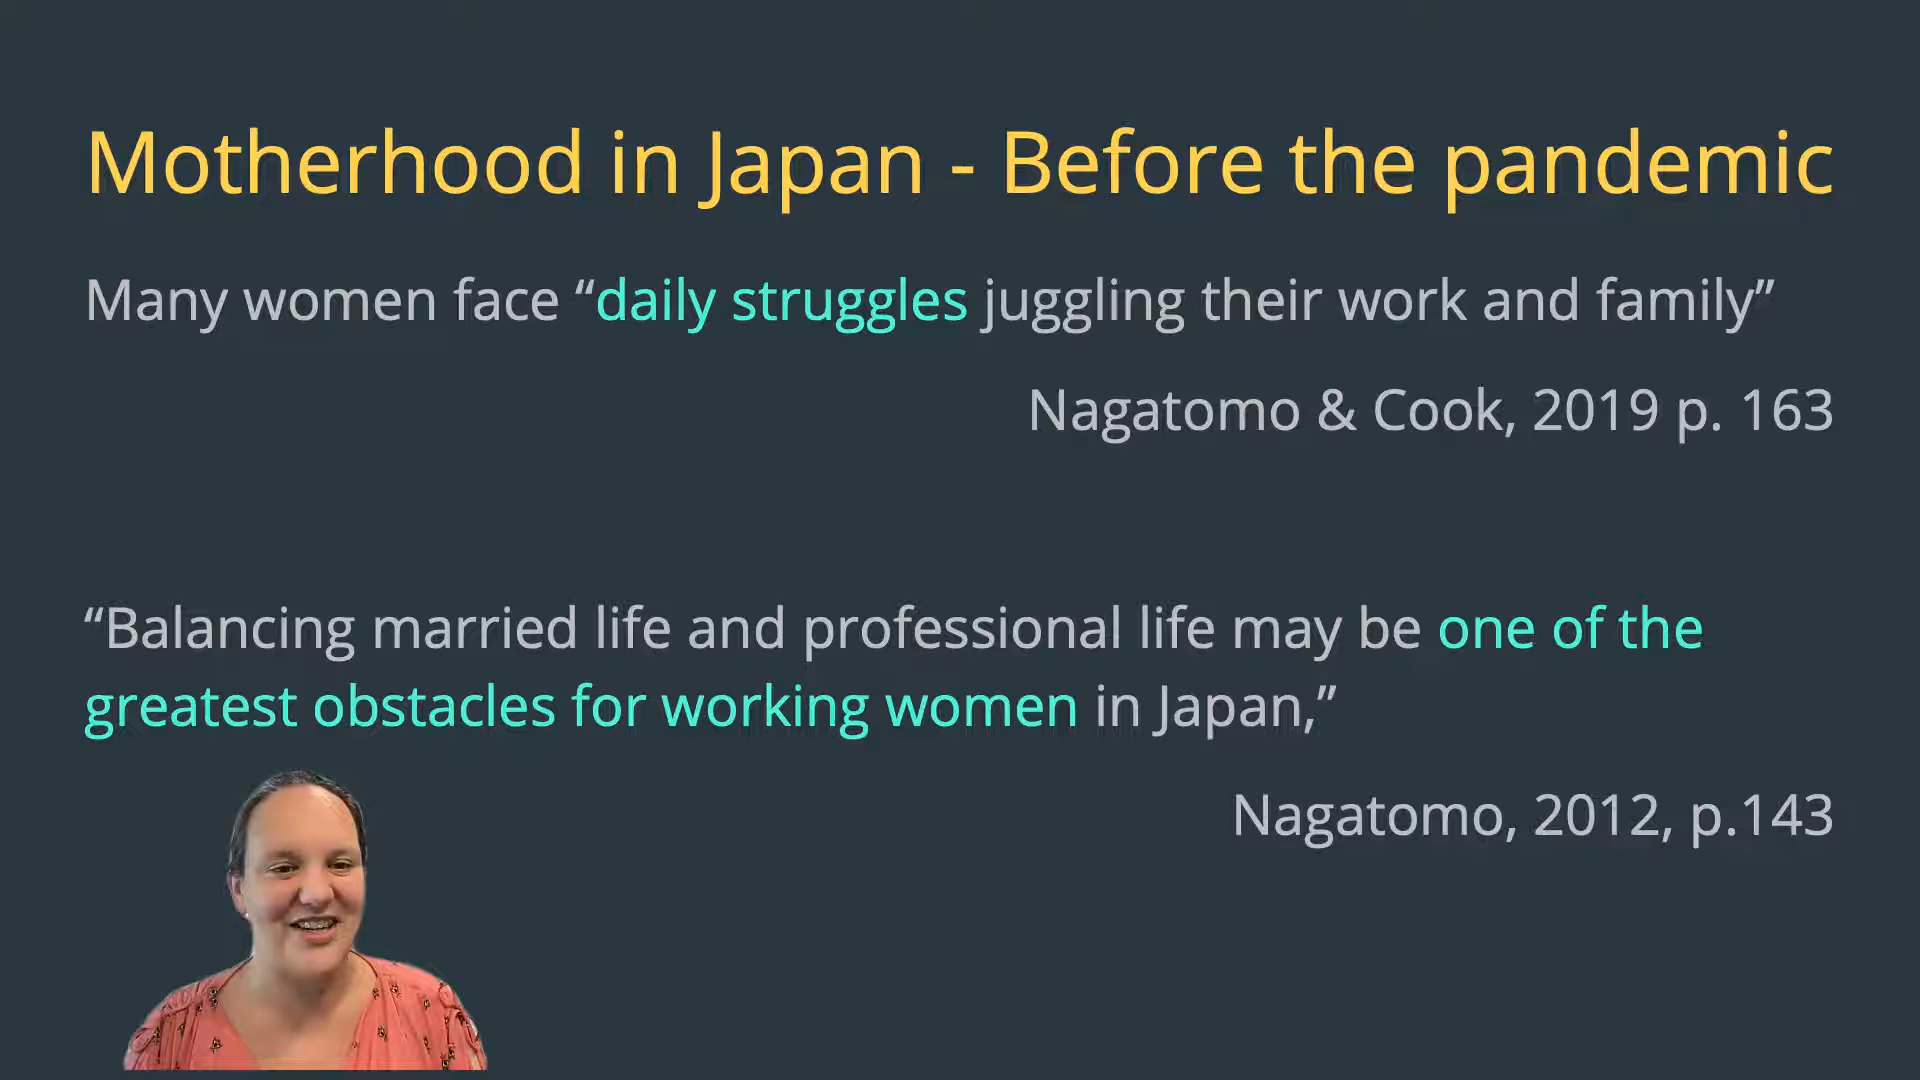 Motherhood in Japan - Before the pandemic
Many women face “daily struggles juggling their work and family”
Nagatomo & Cook, 2019 p. 163
“Balancing married life and professional life may be one of the
greatest obstacles for working women in Japan,”
Nagatomo, 2012, p.143